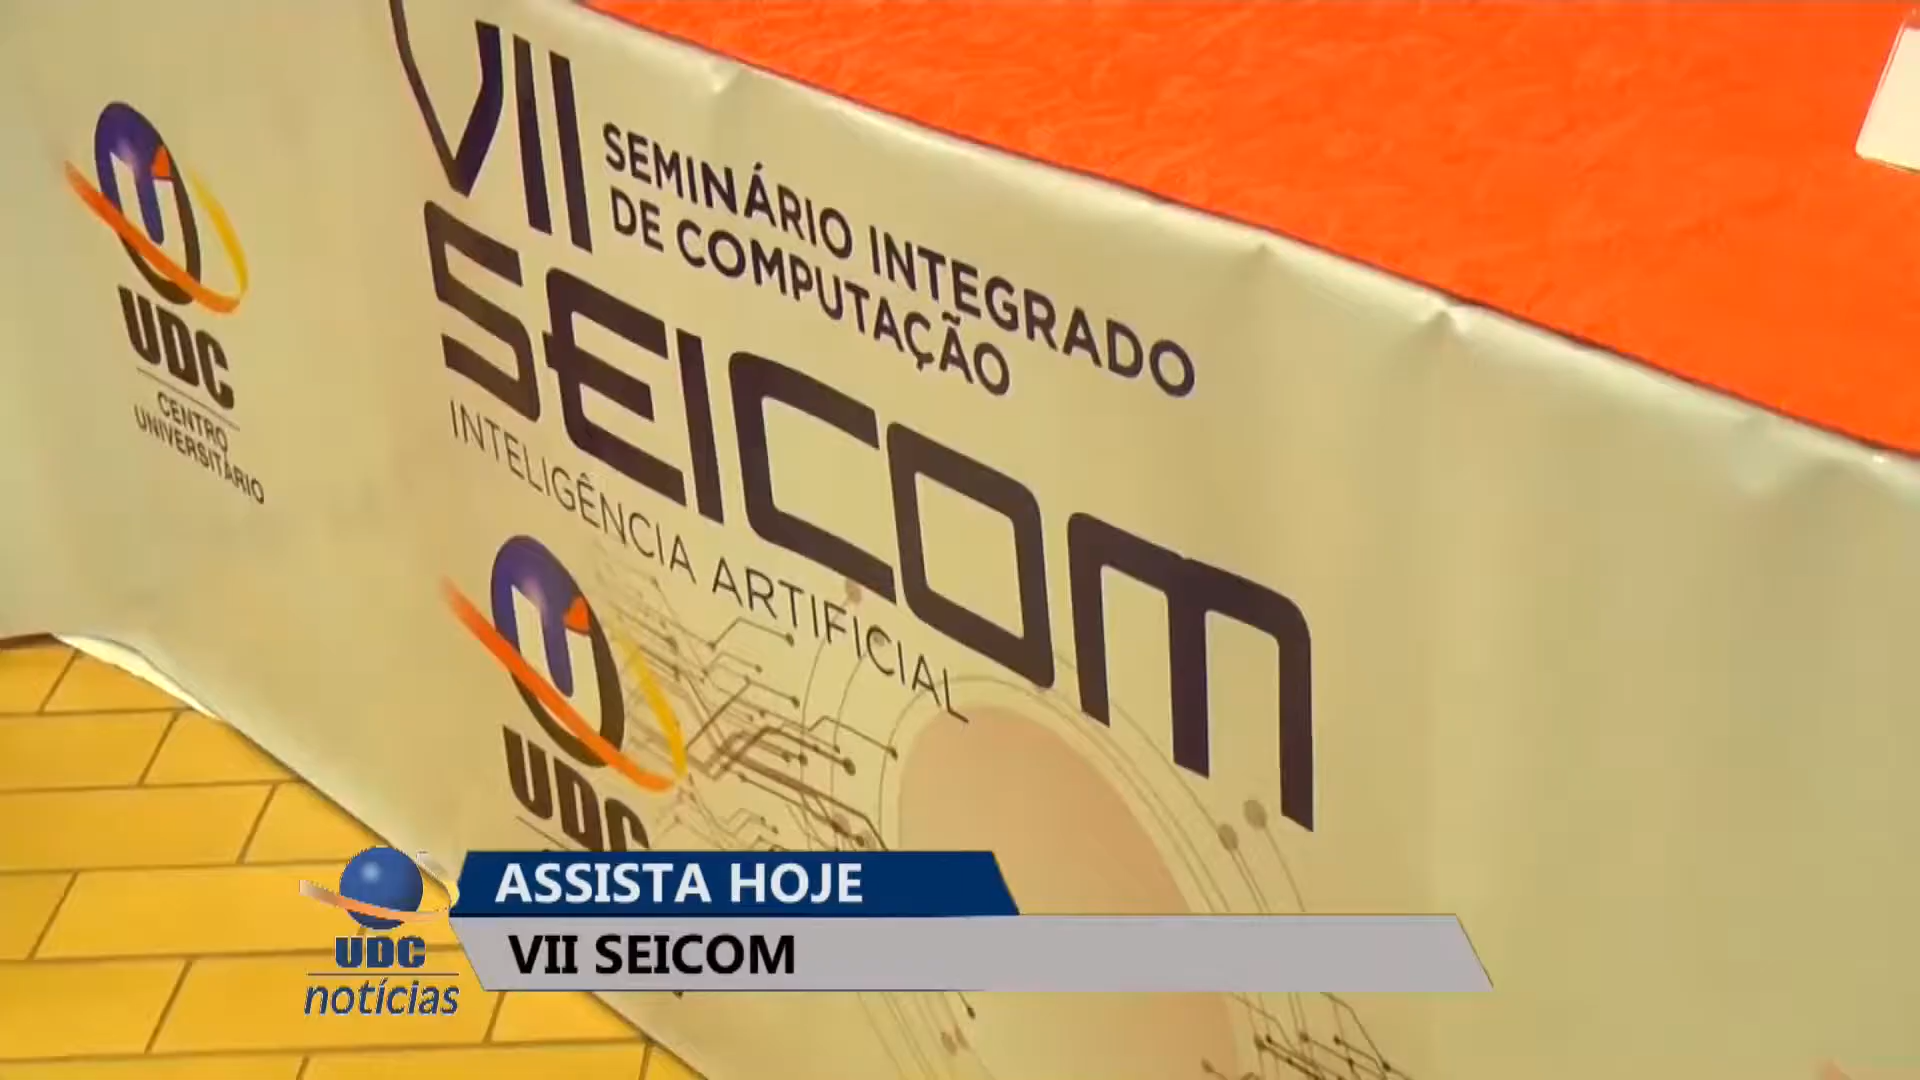 VII
SEMINÁRIO INTEGRADO
DE COMPUTAÇÃO
SEICOM
INTELIGÊNCIA ARTIFICIAL
UDC
CENTRO
UNIVERSITÁRIO
UDC
ASSISTA HOJE
VII SEICOM
UDC
notícias